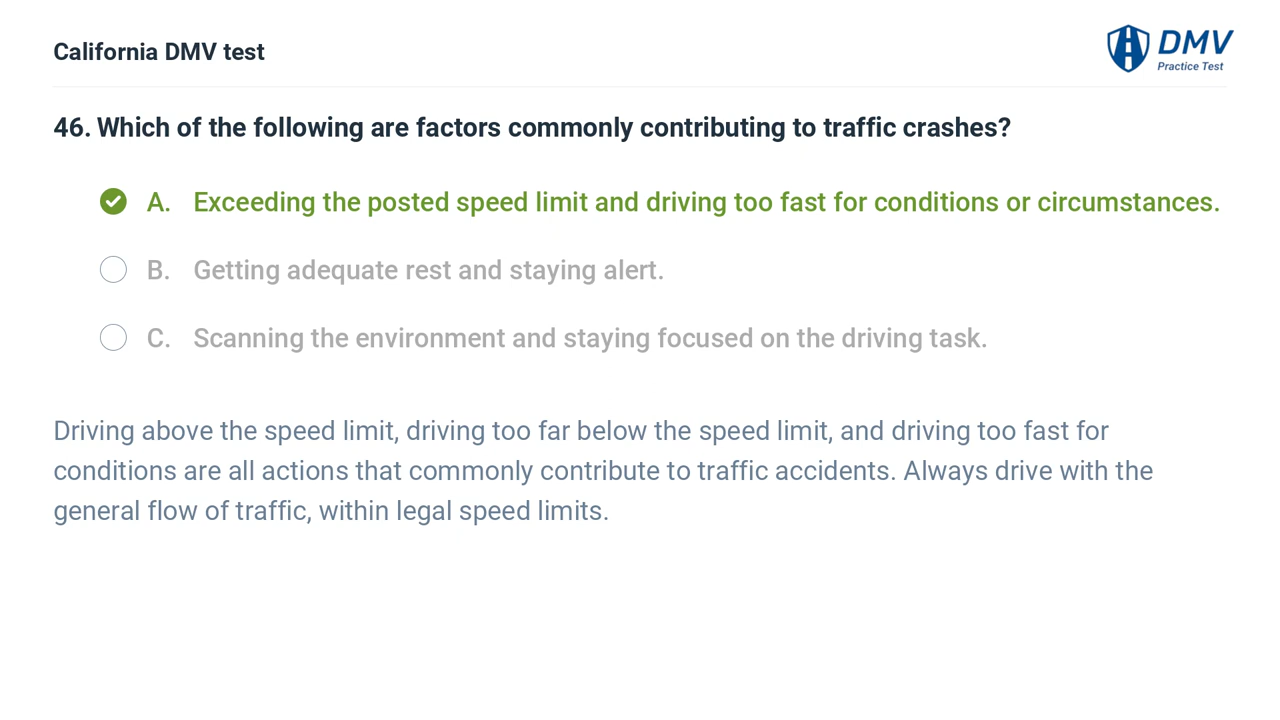 California DMV test
DMV
Practice Test
46. Which of the following are factors commonly contributing to traffic crashes?
A. Exceeding the posted speed limit and driving too fast for conditions or circumstances.
B. Getting adequate rest and staying alert.
C. Scanning the environment and staying focused on the driving task.
Driving above the speed limit, driving too far below the speed limit, and driving too fast for
conditions are all actions that commonly contribute to traffic accidents. Always drive with the
general flow of traffic, within legal speed limits.